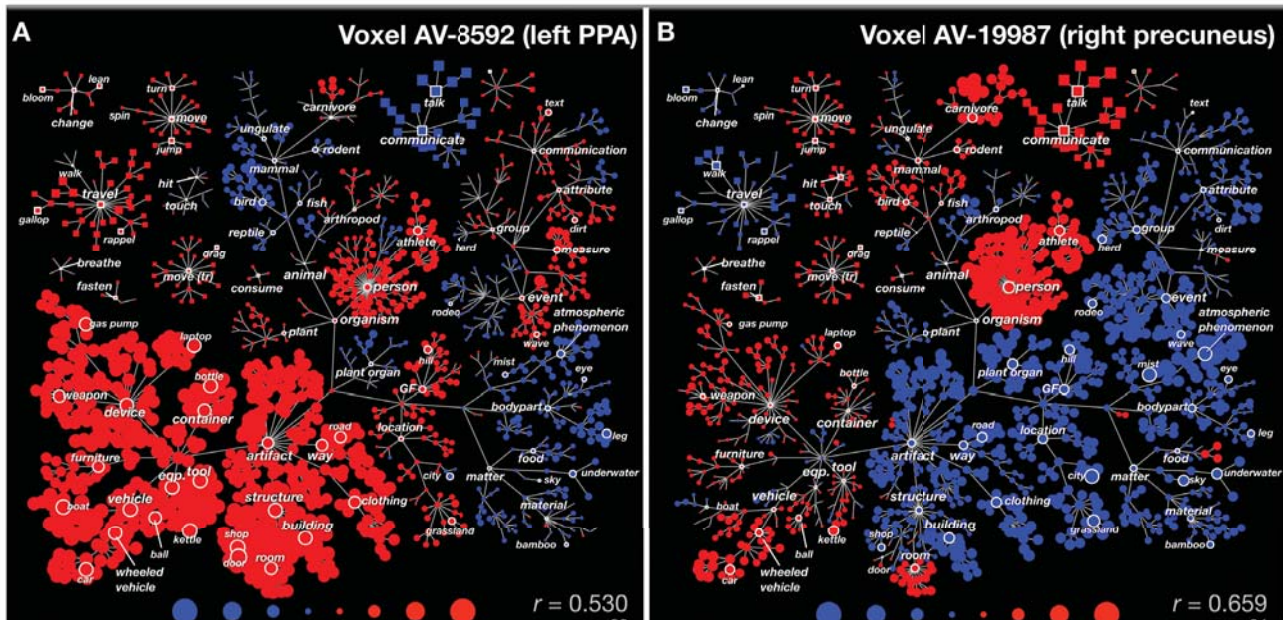 A
Voxel AV-8592 (left PPA)
lean
bloom
change
turn
spin
move
jump
carnivore
talk
text
ungulate
communicate
communication
rodent
mammal
walk
travel
hit
touch
gallop
rappel
bird
fish
arthropod
reptile
attribute
dirt
group
herd
measure
athlete
breathe
drag
move (tr)
fasten
consume
animal
person
event
rodeo
atmospheric
phenomenon
organism
plant
wave
gas pump
laptop
hill
mist
eye
plant organ
GF
bottle
weapon
device
container
bodypart
location
road
leg
furniture
artifact
way
eqp.
tool
food
city
sky
underwater
matter
vehicle
structure
clothing
boat
building
material
grassland
ball
kettle
shop
door
room
bamboo
car
wheeled
vehicle
r = 0.530
B
Voxel AV-19987 (right precuneus)
lean
bloom
change
turn
spin
move
jump
carnivore
talk
text
ungulate
communicate
communication
rodent
mammal
walk
travel
hit
touch
gallop
rappel
bird
fish
arthropod
reptile
attribute
dirt
group
herd
measure
athlete
breathe
drag
move (tr)
fasten
consume
animal
person
event
rodeo
atmospheric
phenomenon
organism
plant
wave
gas pump
laptop
hill
mist
eye
plant organ
GF
bottle
weapon
device
container
bodypart
location
road
leg
furniture
artifact
way
eqp.
tool
food
city
sky
underwater
matter
vehicle
structure
clothing
boat
building
material
grassland
ball
kettle
shop
door
room
bamboo
car
wheeled
vehicle
r = 0.659